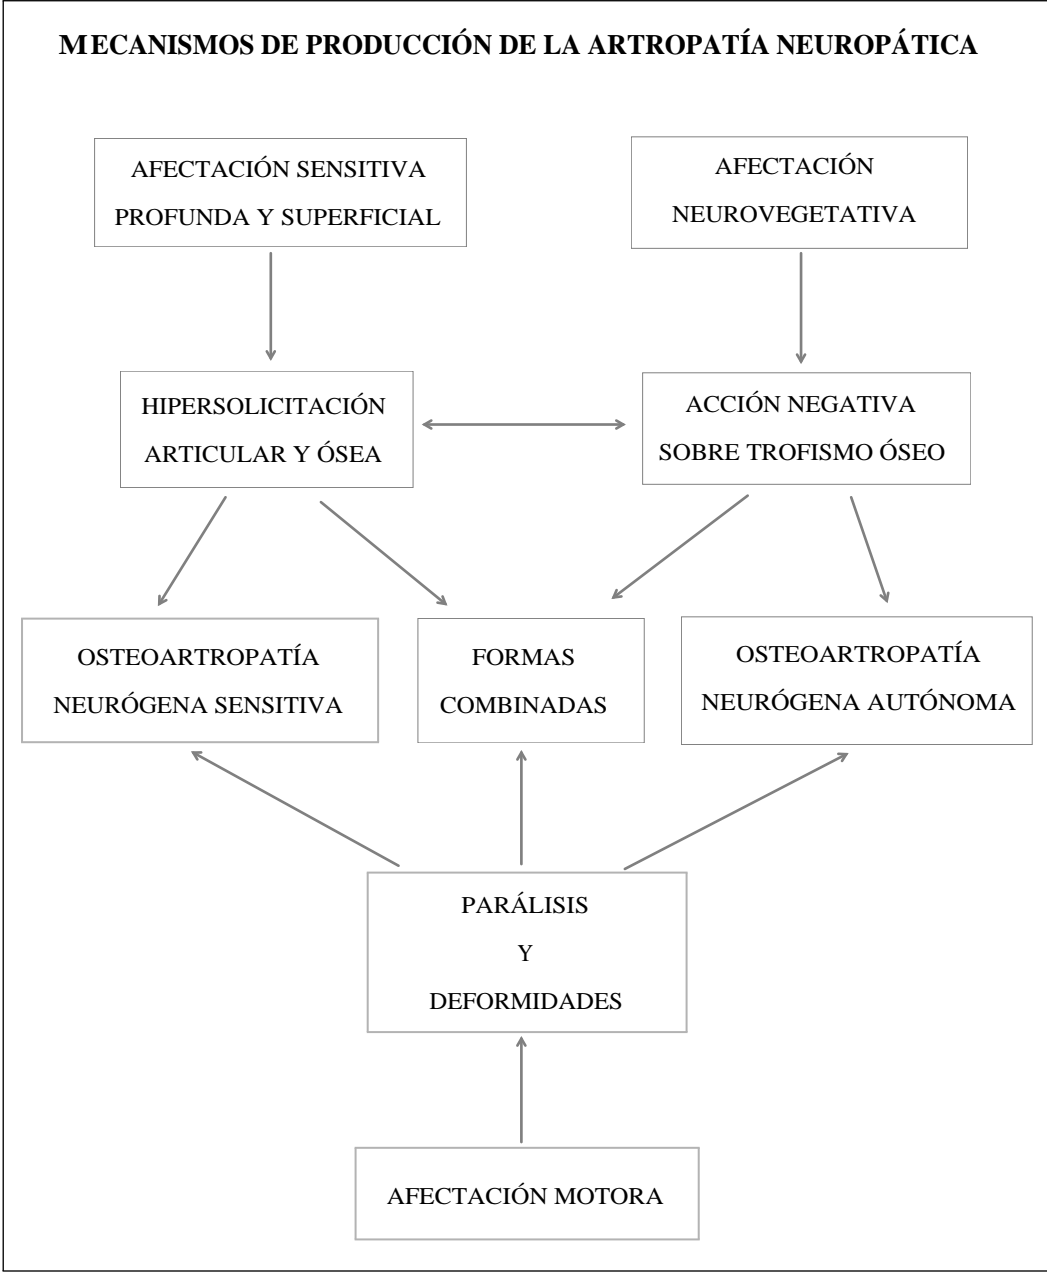 MECANISMOS DE PRODUCCIÓN DE LA ARTROPATÍA NEUROPÁTICA
AFECTACIÓN SENSITIVA
PROFUNDA Y SUPERFICIAL
AFECTACIÓN
NEUROVEGETATIVA
HIPERSOLICITACIÓN
ARTICULAR Y ÓSEA
ACCIÓN NEGATIVA
SOBRE TROFISMO ÓSEO
OSTEOARTROPATÍA
NEURÓGENA SENSITIVA
FORMAS
COMBINADAS
OSTEOARTROPATÍA
NEURÓGENA AUTÓNOMA
PARÁLISIS
Y
DEFORMIDADES
AFECTACIÓN MOTORA